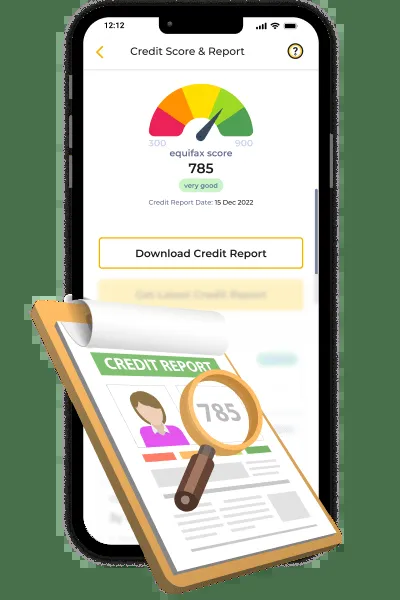 12:12
Credit Score & Report
?
300 900
equifax score
785
very good
Credit Report Date: 15 Dec 2022
Download Credit Report
Get Latest Credit Report
CREDIT REPORT
785